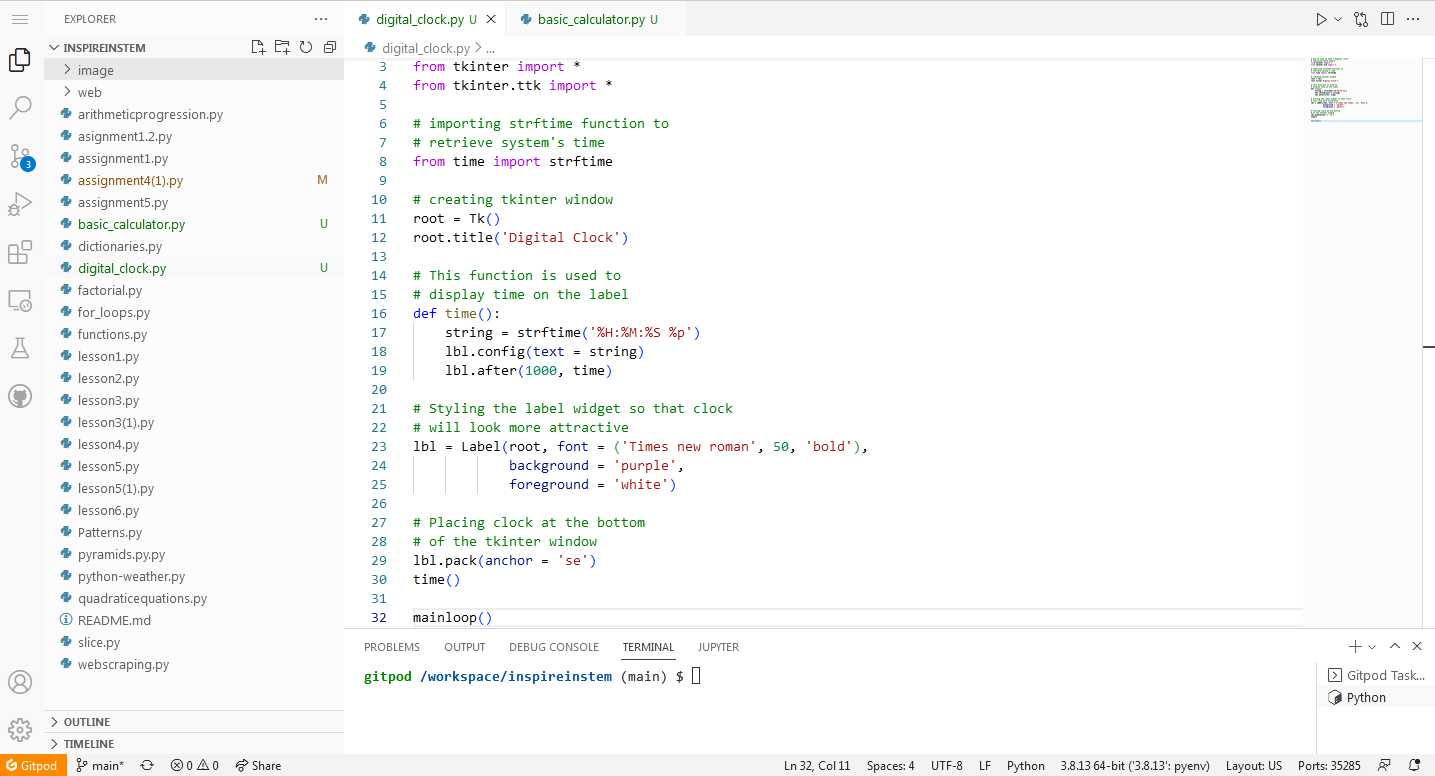 EXPLORER
INSPIREINSTEM
image
web
arithmeticprogression.py
asignment1.2.py
assignment1.py
assignment4(1).py M
assignment5.py
basic_calculator.py U
dictionaries.py
digital_clock.py U
factorial.py
for_loops.py
functions.py
lesson1.py
lesson2.py
lesson3.py
lesson3(1).py
lesson4.py
lesson5.py
lesson5(1).py
lesson6.py
Patterns.py
pyramids.py.py
python-weather.py
quadraticequations.py
README.md
slice.py
webscraping.py
OUTLINE
TIMELINE
3
digital_clock.py U
basic_calculator.py U
digital_clock.py > ...
3 from tkinter import *
4 from tkinter.ttk import *
5
6 # importing strftime function to
7 # retrieve system's time
8 from time import strftime
9
10 # creating tkinter window
11 root = Tk()
12 root.title('Digital Clock')
13
14 # This function is used to
15 # display time on the label
16 def time():
17     string = strftime('%H:%M:%S %p')
18     lbl.config(text = string)
19     lbl.after(1000, time)
20
21 # Styling the label widget so that clock
22 # will look more attractive
23 lbl = Label(root, font = ('Times new roman', 50, 'bold'),
24             background = 'purple',
25             foreground = 'white')
26
27 # Placing clock at the bottom
28 # of the tkinter window
29 lbl.pack(anchor = 'se')
30 time()
31
32 mainloop()
PROBLEMS OUTPUT DEBUG CONSOLE TERMINAL JUPYTER
gitpod /workspace/inspireinstem (main) $
Gitpod Task...
Python
Gitpod main* 0 0 Share Ln 32, Col 11 Spaces: 4 UTF-8 LF Python 3.8.13 64-bit ('3.8.13': pyenv) Layout: US Ports: 35285